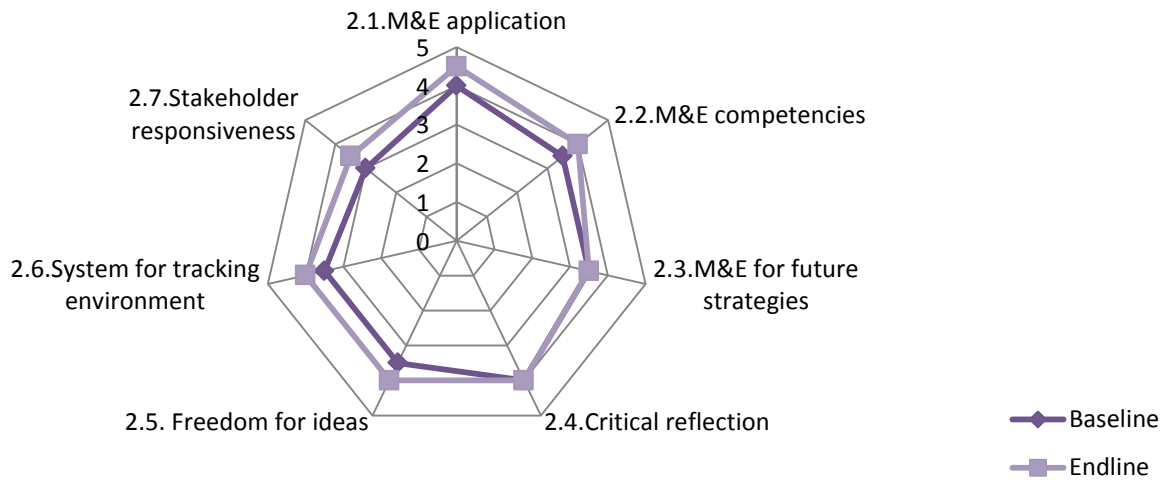 2.1.M&E application
5
4
3
2
1
0
2.2.M&E competencies
2.3.M&E for future
strategies
2.4.Critical reflection
2.5. Freedom for ideas
2.6.System for tracking
environment
2.7.Stakeholder
responsiveness
Baseline
Endline